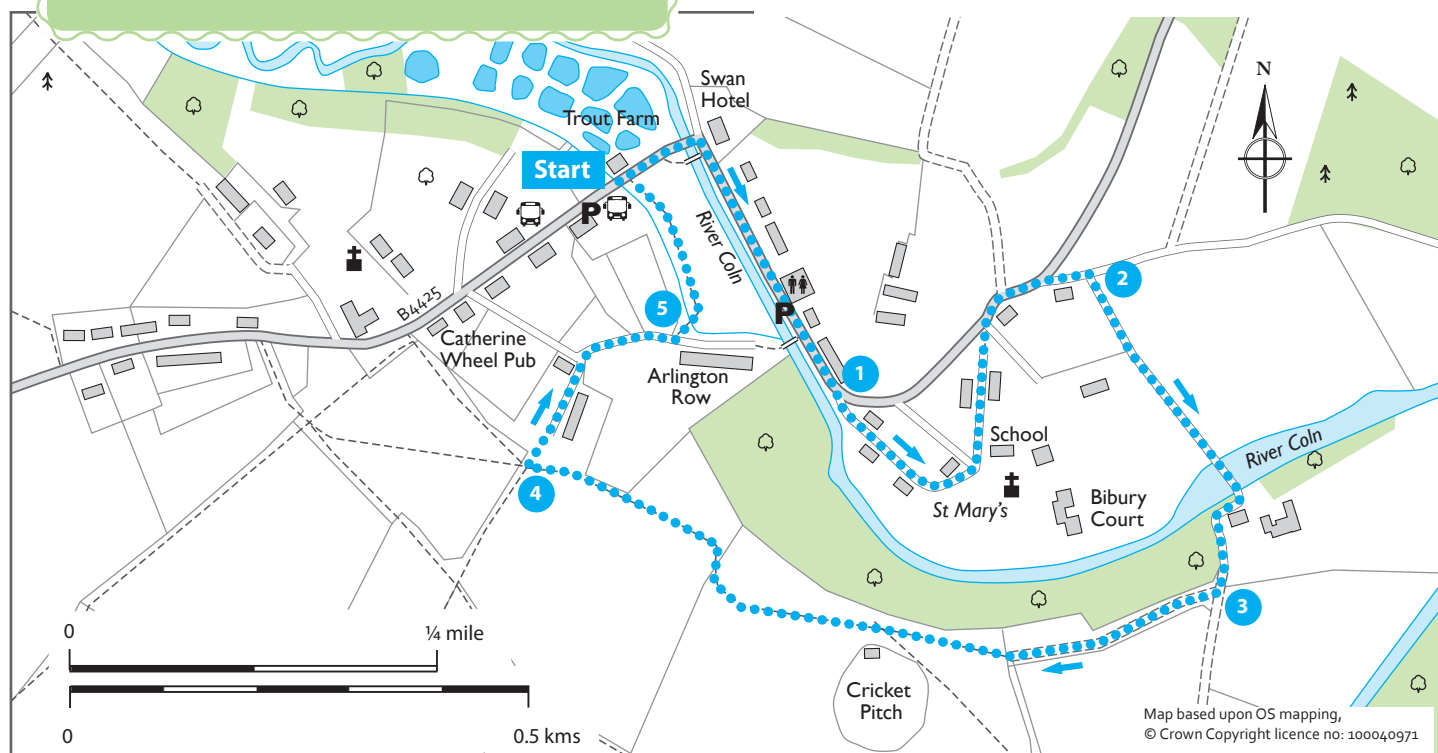 Swan
Hotel
N
Trout Farm
Start
P
River Coln
2
5
B4425
P
Catherine
Wheel Pub
Arlington
Row
1
School
River Coln
4
St Mary's
Bibury
Court
3
0
¼ mile
Cricket
Pitch
0
0.5 kms
Map based upon OS mapping,
© Crown Copyright licence no: 100040971